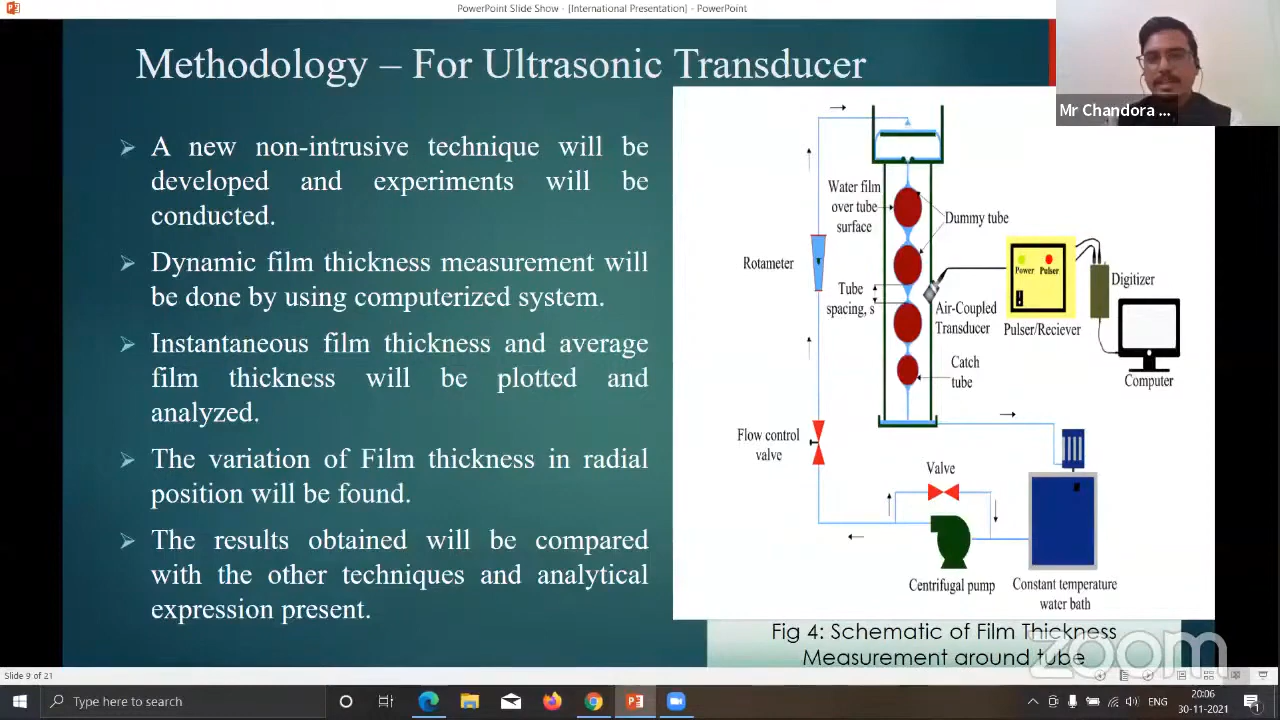 PowerPoint Slide Show - [International Presentation] - PowerPoint
Methodology – For Ultrasonic Transducer
Mr Chandora ...
A new non-intrusive technique will be
developed and experiments will be
conducted.
Dynamic film thickness measurement will
be done by using computerized system.
Instantaneous film thickness and average
film thickness will be plotted and
analyzed.
The variation of Film thickness in radial
position will be found.
The results obtained will be compared
with the other techniques and analytical
expression present.
Water film
over tube
surface
Dummy tube
Rotameter
Tube
spacing, s
Air-Coupled
Transducer
Power Pulser
Pulser/Reciever
Digitizer
Computer
Catch
tube
Flow control
valve
Valve
Centrifugal pump
Constant temperature
water bath
Fig 4: Schematic of Film Thickness
Measurement around tube
zoom
Slide 9 of 21
Type here to search
ENG
20:06
30-11-2021